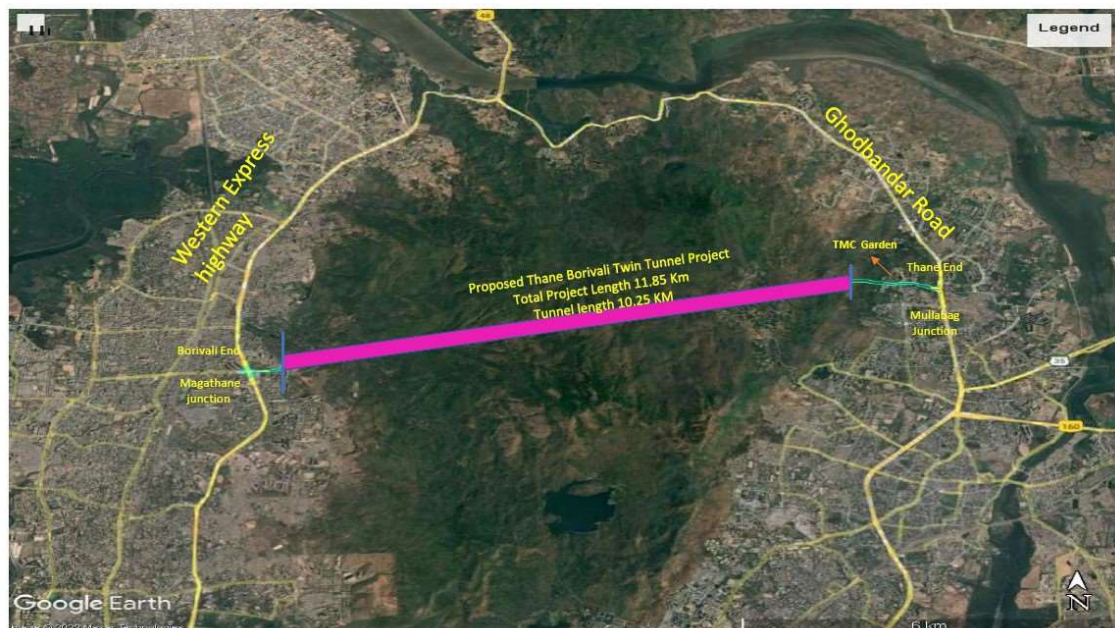 48
Legend
Western Express
highway
Ghodbandar Road
Proposed Thane Borivali Twin Tunnel Project
Total Project Length 11.85 Km
Tunnel length 10.25 KM
TMC Garden
Thane End
Mullabag
Junction
Borivali End
Magathane
junction
35
160
Google Earth
N
6 km